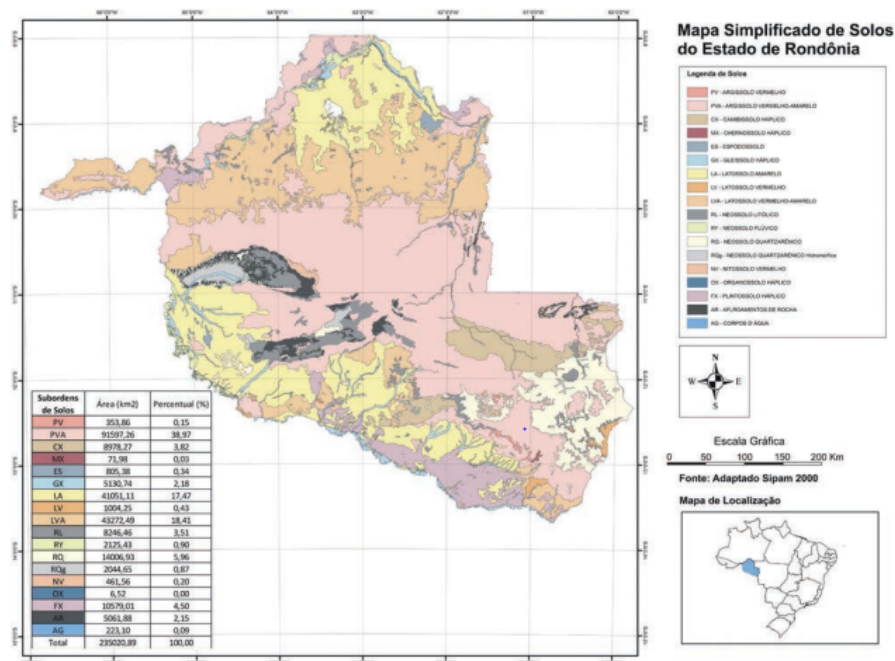 Mapa Simplificado de Solos
do Estado de Rondônia
Legenda de Solos
PV - ARGISSOLO VERMELHO
PVA - ARGISSOLO VERMELHO-AMARELO
CX - CAMBISSOLO HÁPLICO
MX - CHERNOSSOLO HÁPLICO
ES - ESPODOSSOLO
GX - GLEISSOLO HÁPLICO
LA - LATOSSOLO AMARELO
LV - LATOSSOLO VERMELHO
LVA - LATOSSOLO VERMELHO-AMARELO
RL - NEOSSOLO LITÓLICO
RY - NEOSSOLO FLÚVICO
RQ - NEOSSOLO QUARTZARÊNICO
RQg - NEOSSOLO QUARTZARÊNICO Hidromórfico
NV - NITOSSOLO VERMELHO
OX - ORGANOSSOLO HÁPLICO
FX - PLINTOSSOLO HÁPLICO
AR - AFLORAMENTOS DE ROCHA
AG - CORPOS D'ÁGUA
N
W E
S
Escala Gráfica
0 50 100 150 200 Km
Fonte: Adaptado Sipam 2000
Mapa de Localização
Subordens de Solos Área (km2) Percentual (%)
PV 353,86 0,15
PVA 91597,26 38,97
CX 8978,27 3,82
MX 71,98 0,03
ES 805,38 0,34
GX 5130,74 2,18
LA 41051,11 17,47
LV 1004,25 0,43
LVA 43272,49 18,41
RL 8246,46 3,51
RY 2125,43 0,90
RQ 14006,93 5,96
RQg 2044,65 0,87
NV 461,56 0,20
OX 6,52 0,00
FX 10579,01 4,50
AR 5061,88 2,15
AG 223,10 0,09
Total 235020,89 100,00